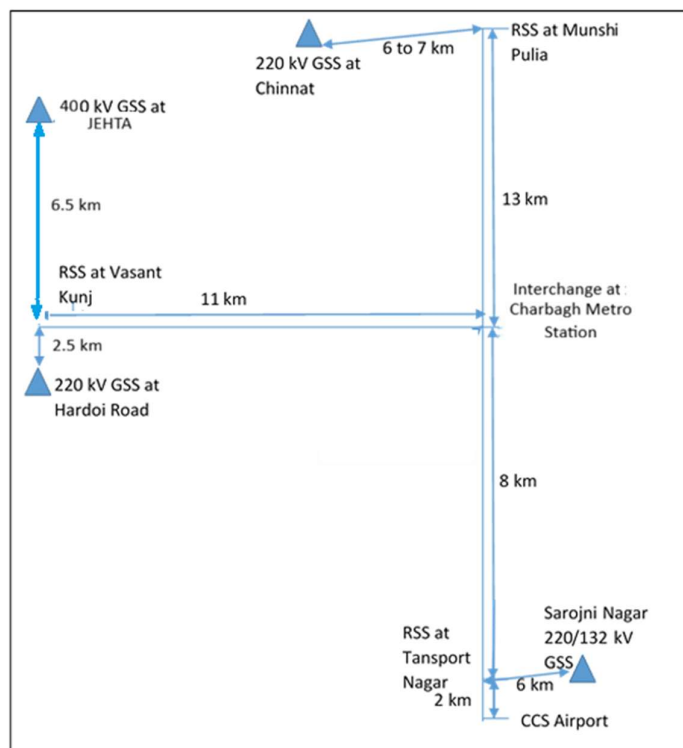 RSS at Munshi
Pulia
6 to 7 km
220 kV GSS at
Chinnat
400 kV GSS at
JEHTA
6.5 km
13 km
RSS at Vasant
Kunj
11 km
Interchange at
Charbagh Metro
Station
2.5 km
220 kV GSS at
Hardoi Road
8 km
Sarojni Nagar
220/132 kV
GSS
RSS at
Tansport
Nagar
6 km
2 km
CCS Airport